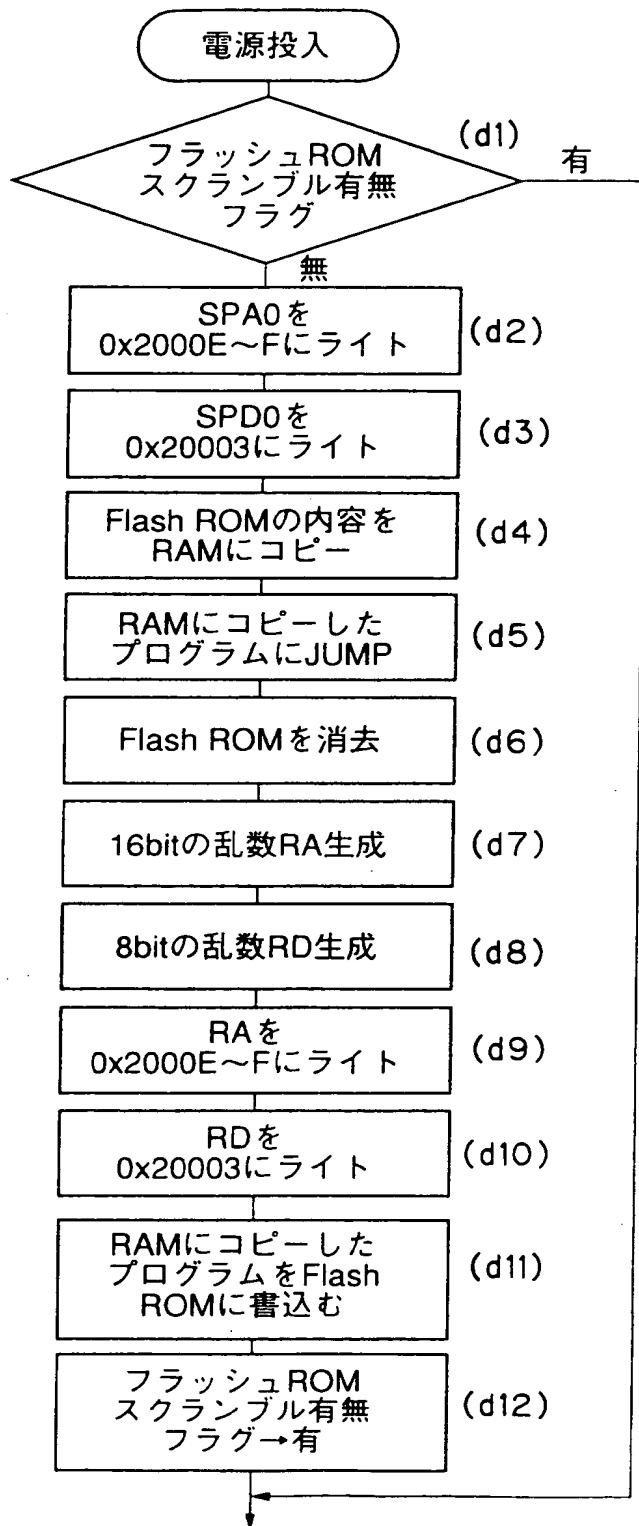 電源投入
フラッシュROM
スクランブル有無
フラグ
(d1)
有
無
SPA0を
0x2000E～Fにライト
(d2)
SPD0を
0x20003にライト
(d3)
Flash ROMの内容を
RAMにコピー
(d4)
RAMにコピーした
プログラムにJUMP
(d5)
Flash ROMを消去
(d6)
16bitの乱数RA生成
(d7)
8bitの乱数RD生成
(d8)
RAを
0x2000E～Fにライト
(d9)
RDを
0x20003にライト
(d10)
RAMにコピーした
プログラムをFlash
ROMに書込む
(d11)
フラッシュROM
スクランブル有無
フラグ→有
(d12)